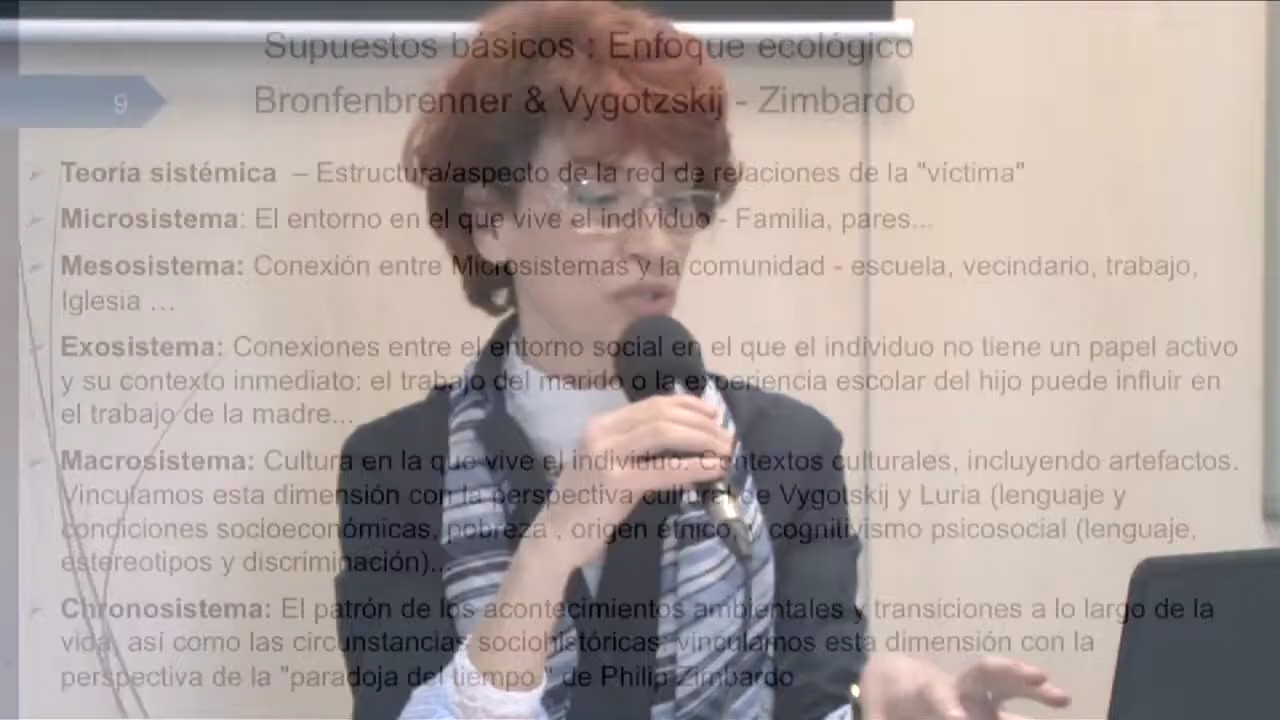 Supuestos básicos : Enfoque ecológico
9
Bronfenbrenner & Vygotzskij - Zimbardo
Teoría sistémica – Estructura/aspecto de la red de relaciones de la "víctima"
Microsistema: El entorno en el que vive el individuo - Familia, pares...
Mesosistema: Conexión entre Microsistemas y la comunidad - escuela, vecindario, trabajo,
Iglesia ...
Exosistema: Conexiones entre el entorno social en el que el individuo no tiene un papel activo
y su contexto inmediato: el trabajo del marido o la experiencia escolar del hijo puede influir en
el trabajo de la madre...
Macrosistema: Cultura en la que vive el individuo. Contextos culturales, incluyendo artefactos.
Vinculamos esta dimensión con la perspectiva cultural de Vygotskij y Luria (lenguaje y
condiciones socioeconómicas, pobreza , origen étnico, cognitivismo psicosocial (lenguaje,
estereotipos y discriminación)...
Chronosistema: El patrón de los acontecimientos ambientales y transiciones a lo largo de la
vida, así como las circunstancias sociohistóricas, vinculamos esta dimensión con la
perspectiva de la "paradoja del tiempo " de Philip Zimbardo